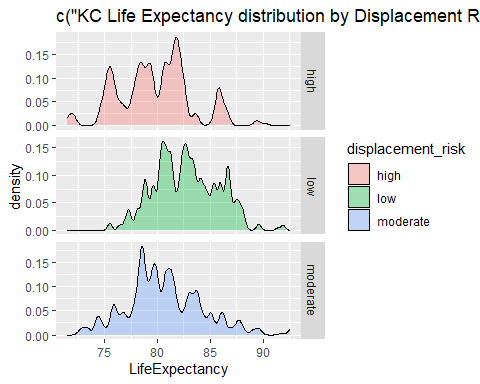 c("KC Life Expectancy distribution by Displacement R
0.15
0.10
0.05
0.00
high
0.15
0.10
0.05
0.00
low
0.15
0.10
0.05
0.00
moderate
density
75
80
85
90
LifeExpectancy
displacement_risk
high
low
moderate